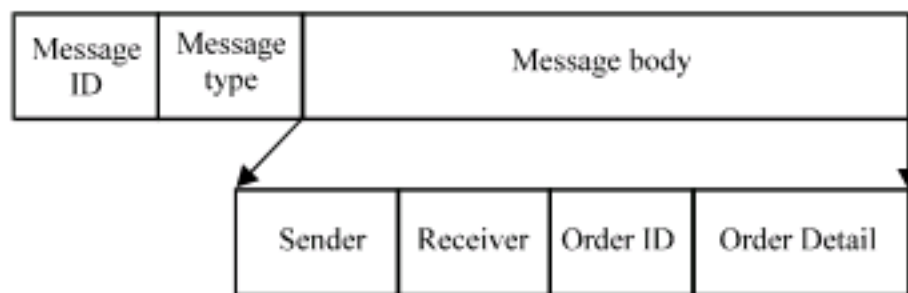 Message
ID
Message
type
Message body
Sender
Receiver
Order ID
Order Detail